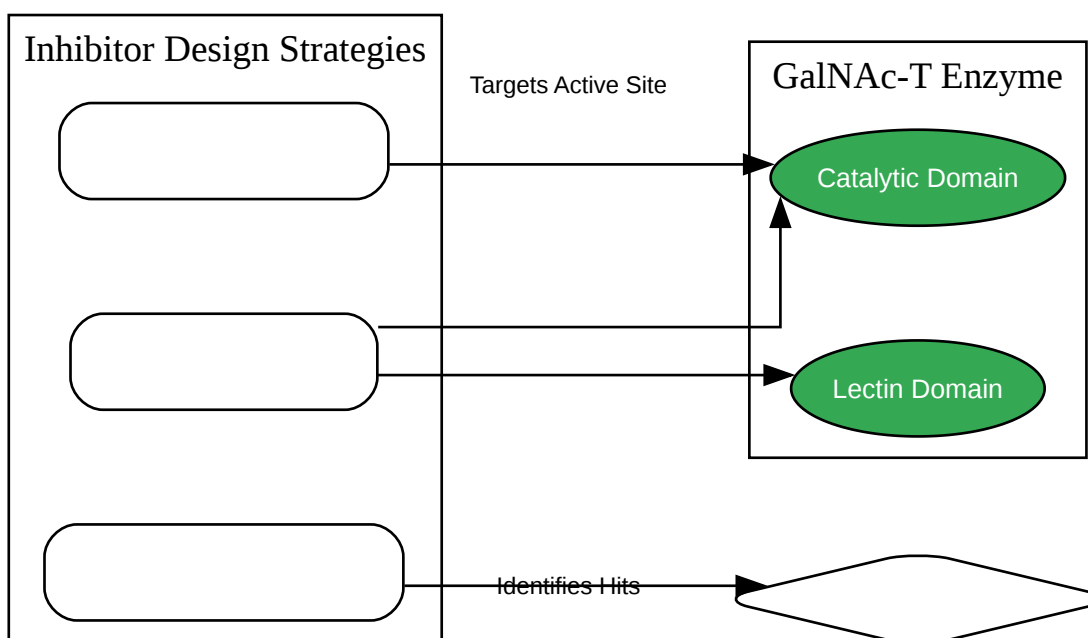 Inhibitor Design Strategies
Targets Active Site
GalNAc-T Enzyme
Catalytic Domain
Lectin Domain
Identifies Hits